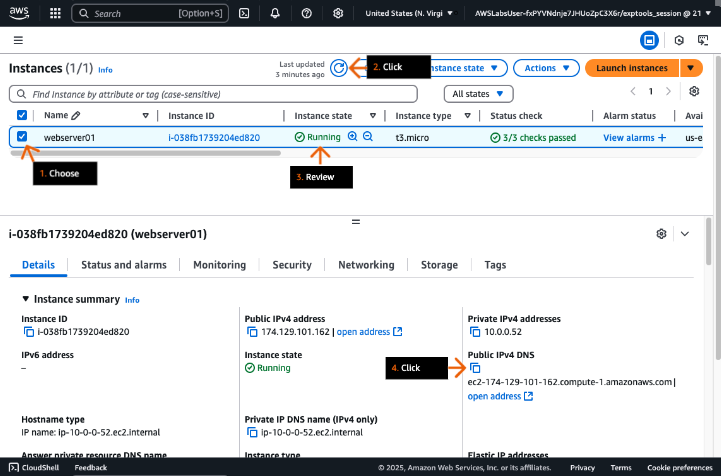 aws
Search [Option+S]
United States (N. Virgi
AWSLabsUser-fxPYVNdnje7JHUoZpC3X6r/exptools_session @ 21
Instances (1/1) Info
Last updated
3 minutes ago
2. Click
nstance state
Actions
Launch instances
Find Instance by attribute or tag (case-sensitive)
All states
1
Name
Instance ID
Instance state
Instance type
Status check
Alarm status
Avai
webserver01
i-038fb1739204ed820
Running
t3.micro
3/3 checks passed
View alarms
us-e
1. Choose
3. Review
i-038fb1739204ed820 (webserver01)
Details
Status and alarms
Monitoring
Security
Networking
Storage
Tags
Instance summary Info
Instance ID
i-038fb1739204ed820
Public IPv4 address
174.129.101.162 | open address
Private IPv4 addresses
10.0.0.52
IPv6 address
–
Instance state
Running
4. Click
Public IPv4 DNS
ec2-174-129-101-162.compute-1.amazonaws.com |
open address
Hostname type
IP name: ip-10-0-0-52.ec2.internal
Private IP DNS name (IPv4 only)
ip-10-0-0-52.ec2.internal
Answer private resource DNS name
Instance type
Elastic IP addresses
CloudShell
Feedback
© 2025, Amazon Web Services, Inc. or its affiliates.
Privacy
Terms
Cookie preferences